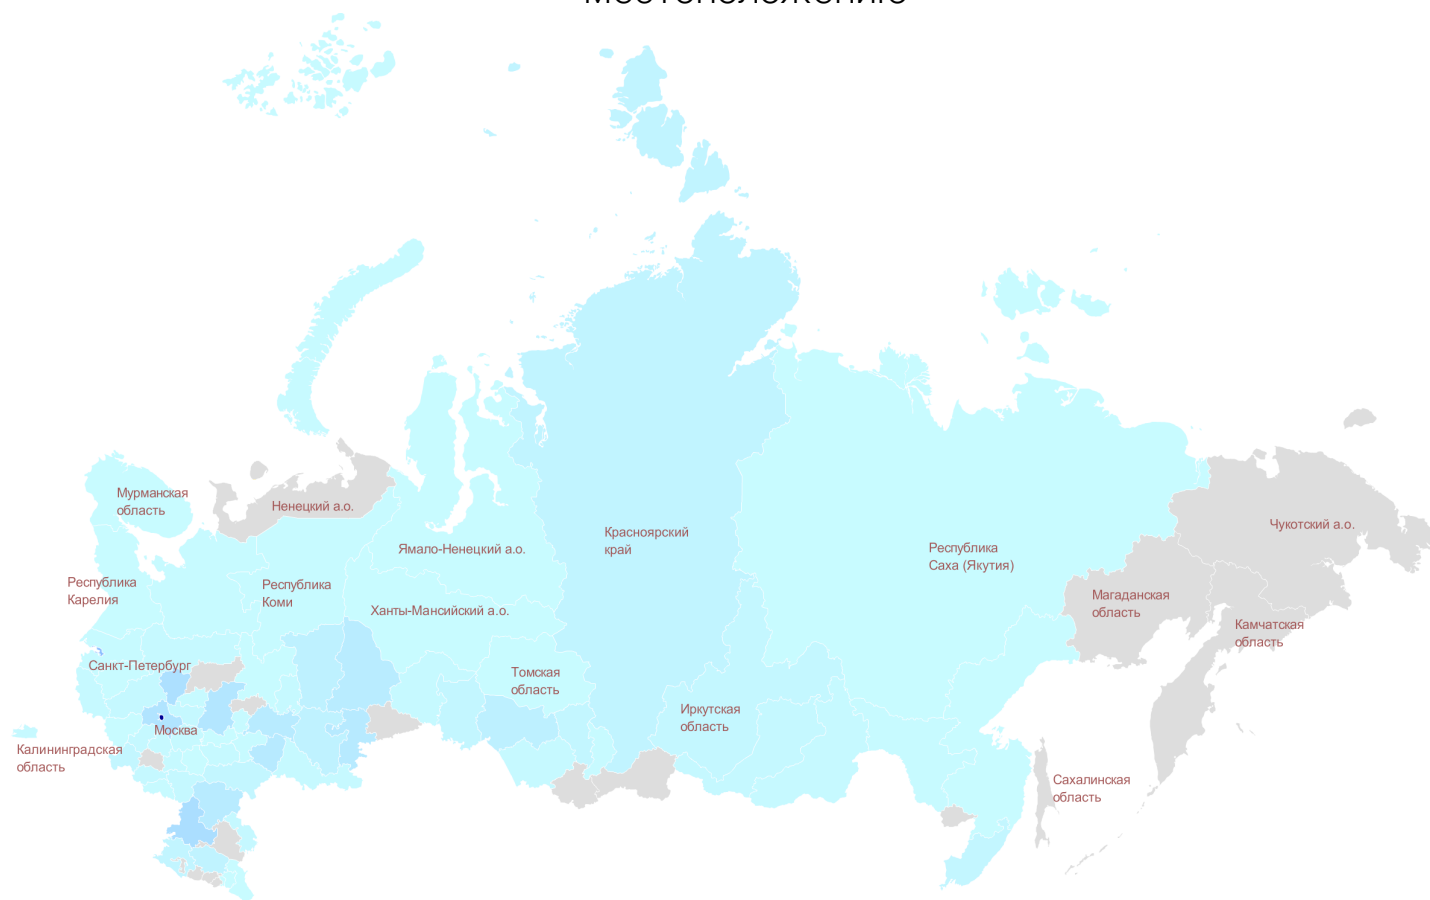 местоположению
Мурманская
область
Ненецкий а.о.
Чукотский а.о.
Красноярский
край
Ямало-Ненецкий а.о.
Республика
Саха (Якутия)
Республика
Карелия
Республика
Коми
Магаданская
область
Ханты-Мансийский а.о.
Камчатская
область
Санкт-Петербург
Томская
область
Иркутская
область
Москва
Калининградская
область
Сахалинская
область